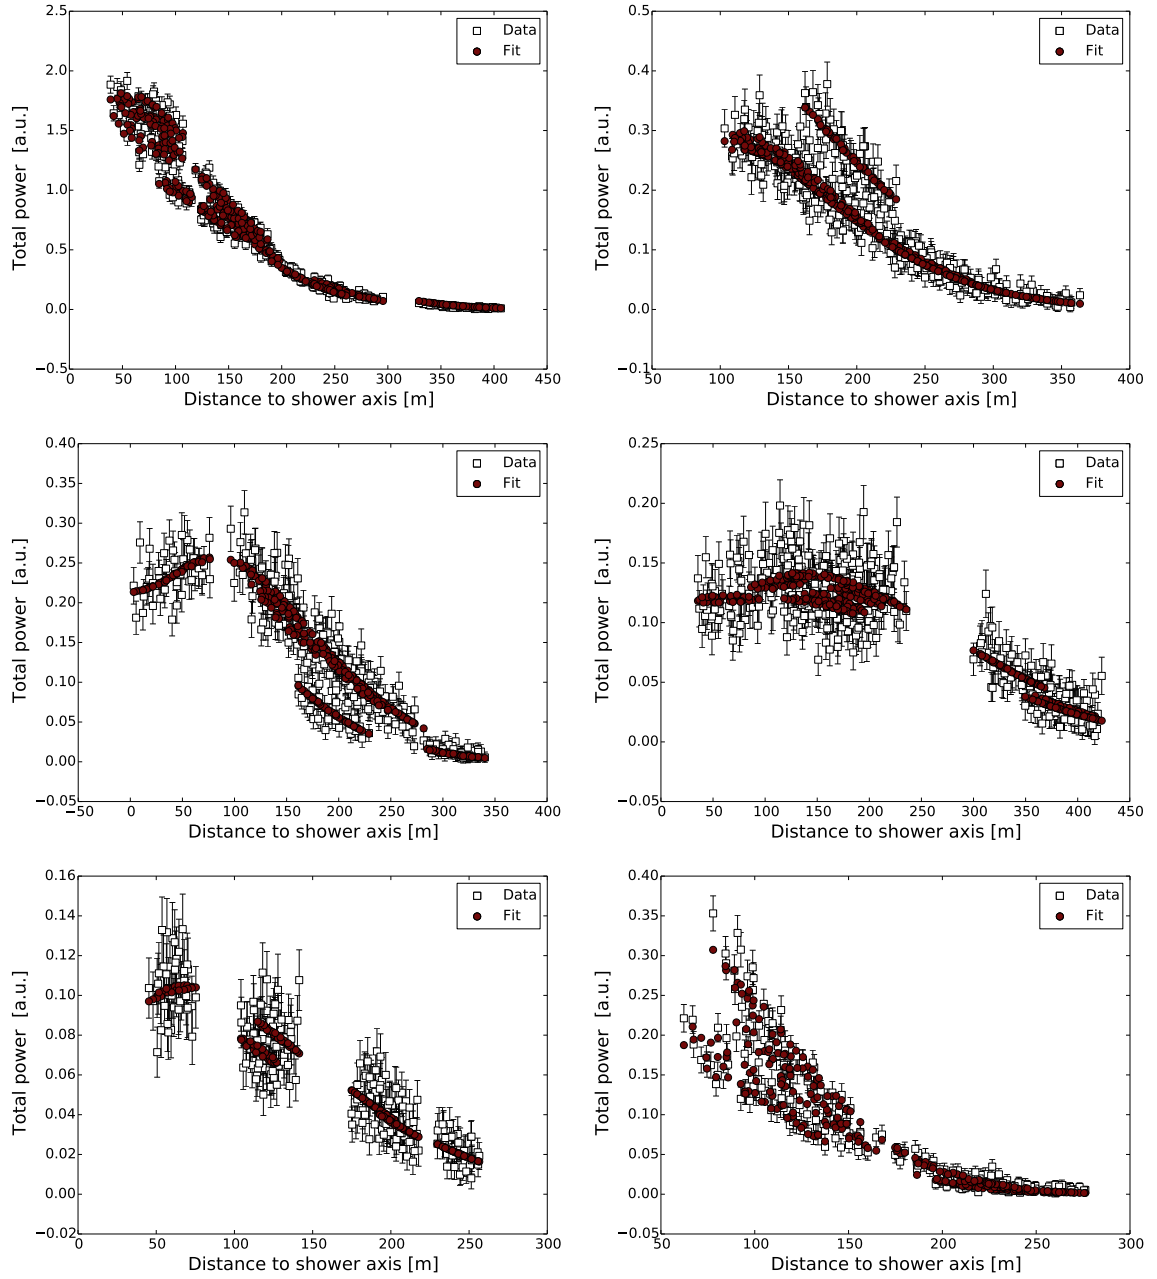 2.5
2.0
1.5
1.0
0.5
0.0
−0.5
0 50 100 150 200 250 300 350 400 450
Total power [a.u.]
Distance to shower axis [m]
Data
Fit
0.5
0.4
0.3
0.2
0.1
0.0
−0.1
50 100 150 200 250 300 350 400
Total power [a.u.]
Distance to shower axis [m]
Data
Fit
0.40
0.35
0.30
0.25
0.20
0.15
0.10
0.05
0.00
−0.05
−50 0 50 100 150 200 250 300 350 400
Total power [a.u.]
Distance to shower axis [m]
Data
Fit
0.25
0.20
0.15
0.10
0.05
0.00
−0.05
0 50 100 150 200 250 300 350 400 450
Total power [a.u.]
Distance to shower axis [m]
Data
Fit
0.16
0.14
0.12
0.10
0.08
0.06
0.04
0.02
0.00
−0.02
0 50 100 150 200 250 300
Total power [a.u.]
Distance to shower axis [m]
Data
Fit
0.40
0.35
0.30
0.25
0.20
0.15
0.10
0.05
0.00
−0.05
50 100 150 200 250 300
Total power [a.u.]
Distance to shower axis [m]
Data
Fit